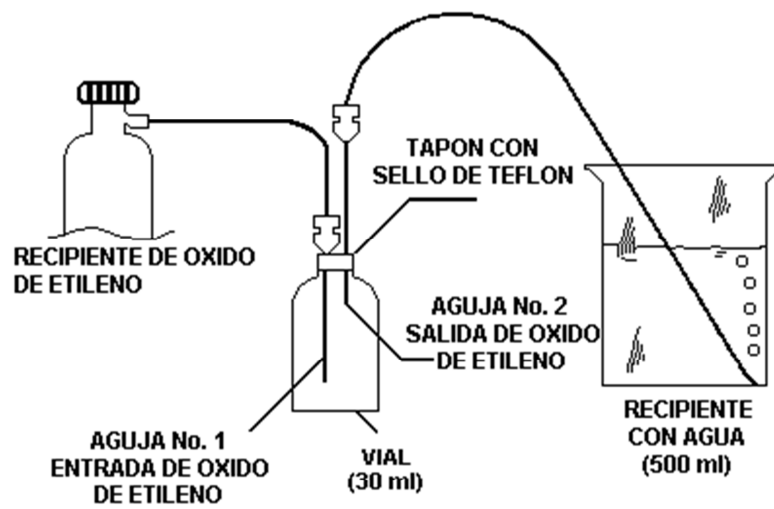 TAPON CON
SELLO DE TEFLON
RECIPIENTE DE OXIDO
DE ETILENO
AGUJA No. 2
SALIDA DE OXIDO
DE ETILENO
AGUJA No. 1
ENTRADA DE OXIDO
DE ETILENO
VIAL
(30 ml)
RECIPIENTE
CON AGUA
(500 ml)